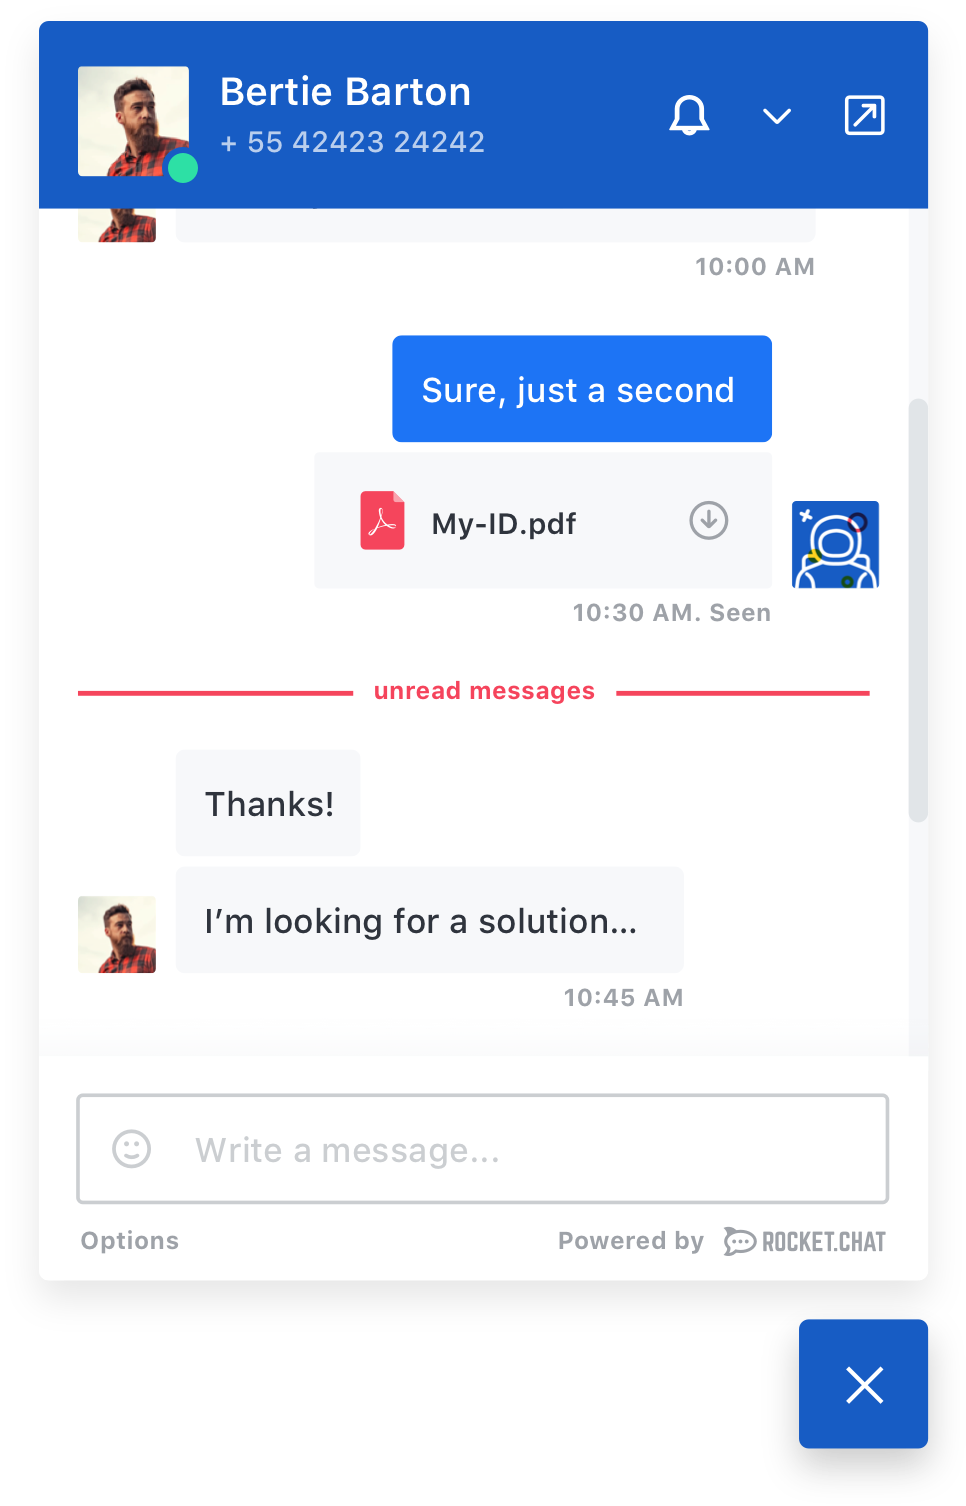 Bertie Barton
+ 55 42423 24242
10:00 AM
Sure, just a second
My-ID.pdf
10:30 AM. Seen
unread messages
Thanks!
I’m looking for a solution...
10:45 AM
Write a message...
Options
Powered by ROCKET.CHAT